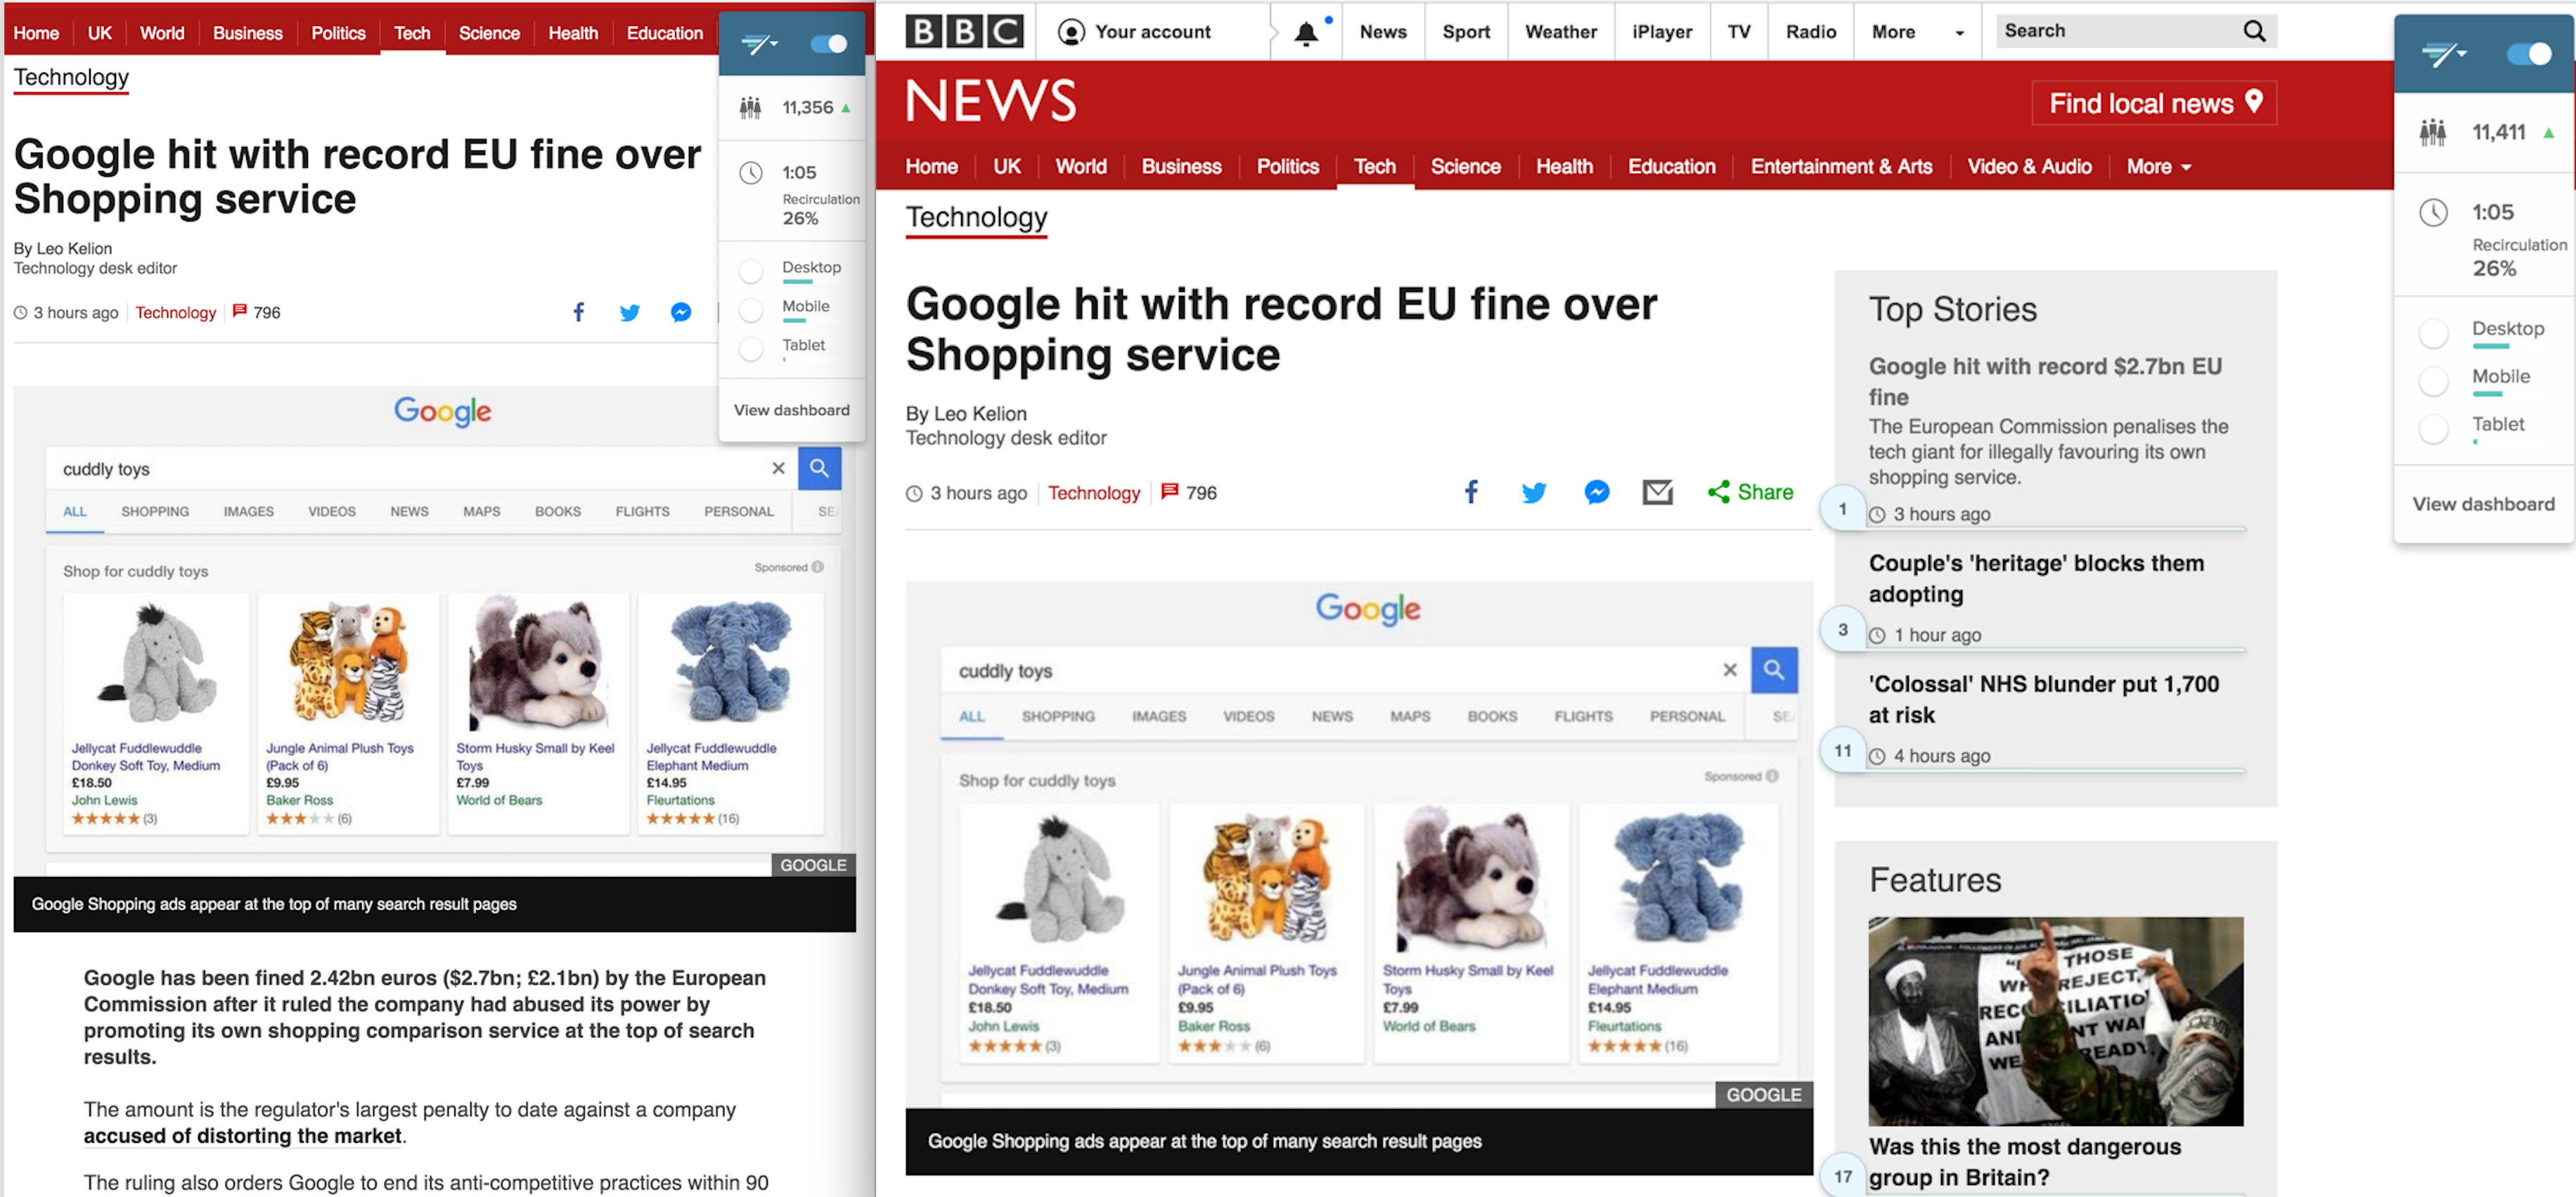 Home UK World Business Politics Tech Science Health Education
Technology
Google hit with record EU fine over
Shopping service
By Leo Kelion
Technology desk editor
3 hours ago Technology 796
Google
cuddly toys
ALL SHOPPING IMAGES VIDEOS NEWS MAPS BOOKS FLIGHTS PERSONAL
Shop for cuddly toys
Sponsored
Jellycat Fuddlewuddle
Donkey Soft Toy, Medium
£18.50
John Lewis
(3)
Jungle Animal Plush Toys
(Pack of 6)
£9.95
Baker Ross
(6)
Storm Husky Small by Keel
Toys
£7.99
World of Bears
Jellycat Fuddlewuddle
Elephant Medium
£14.95
Fleurtations
(16)
GOOGLE
Google Shopping ads appear at the top of many search result pages
Google has been fined 2.42bn euros ($2.7bn; £2.1bn) by the European
Commission after it ruled the company had abused its power by
promoting its own shopping comparison service at the top of search
results.
The amount is the regulator's largest penalty to date against a company
accused of distorting the market.
The ruling also orders Google to end its anti-competitive practices within 90
11,356
1:05
Recirculation
26%
Desktop
Mobile
Tablet
View dashboard
BBC Your account News Sport Weather iPlayer TV Radio More Search
NEWS
Find local news
Home UK World Business Politics Tech Science Health Education Entertainment & Arts Video & Audio More
Technology
Google hit with record EU fine over
Shopping service
By Leo Kelion
Technology desk editor
3 hours ago Technology 796
Share
Google
cuddly toys
ALL SHOPPING IMAGES VIDEOS NEWS MAPS BOOKS FLIGHTS PERSONAL
Shop for cuddly toys
Sponsored
Jellycat Fuddlewuddle
Donkey Soft Toy, Medium
£18.50
John Lewis
(3)
Jungle Animal Plush Toys
(Pack of 6)
£9.95
Baker Ross
(6)
Storm Husky Small by Keel
Toys
£7.99
World of Bears
Jellycat Fuddlewuddle
Elephant Medium
£14.95
Fleurtations
(16)
GOOGLE
Google Shopping ads appear at the top of many search result pages
Top Stories
Google hit with record $2.7bn EU
fine
The European Commission penalises the
tech giant for illegally favouring its own
shopping service.
1 3 hours ago
Couple's 'heritage' blocks them
adopting
3 1 hour ago
'Colossal' NHS blunder put 1,700
at risk
11 4 hours ago
Features
THOSE
REJECT,
Was this the most dangerous
17 group in Britain?
11,411
1:05
Recirculation
26%
Desktop
Mobile
Tablet
View dashboard